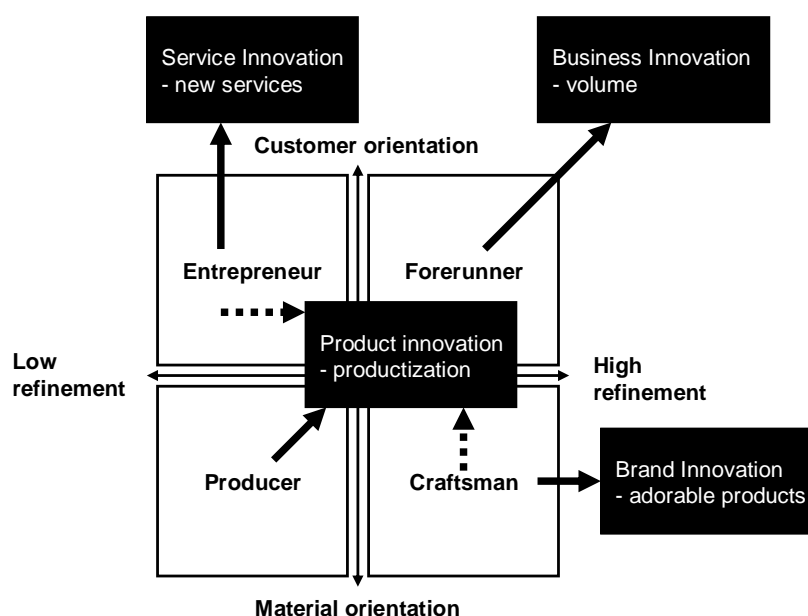 Service Innovation
- new services
Business Innovation
- volume
Customer orientation
Entrepreneur
Forerunner
Product innovation
- productization
Low
refinement
High
refinement
Producer
Craftsman
Brand Innovation
- adorable products
Material orientation